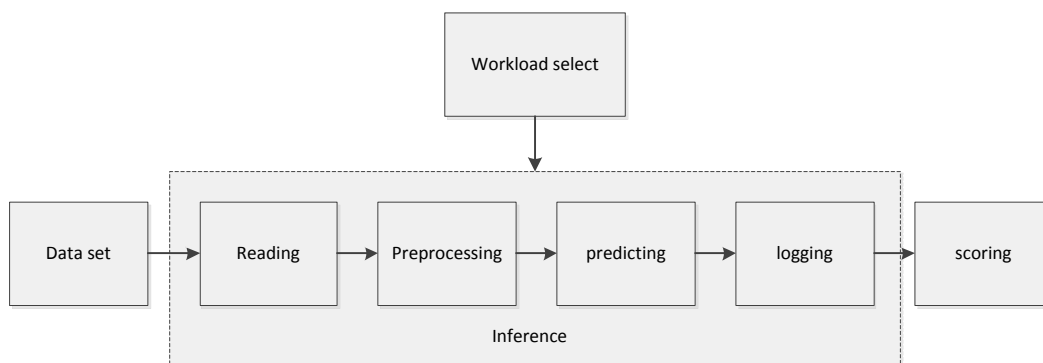 Workload select
Data set
Reading
Preprocessing
predicting
logging
scoring
Inference